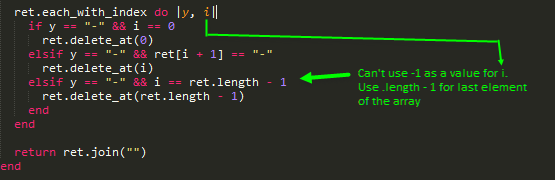 ret.each_with_index do |y, i|
if y == "-" && i == 0
ret.delete_at(0)
elsif y == "-" && ret[i + 1] == "-"
ret.delete_at(i)
elsif y == "-" && i == ret.length - 1
ret.delete_at(ret.length - 1)
end
end
return ret.join("")
end
Can't use -1 as a value for i.
Use .length - 1 for last element
of the array